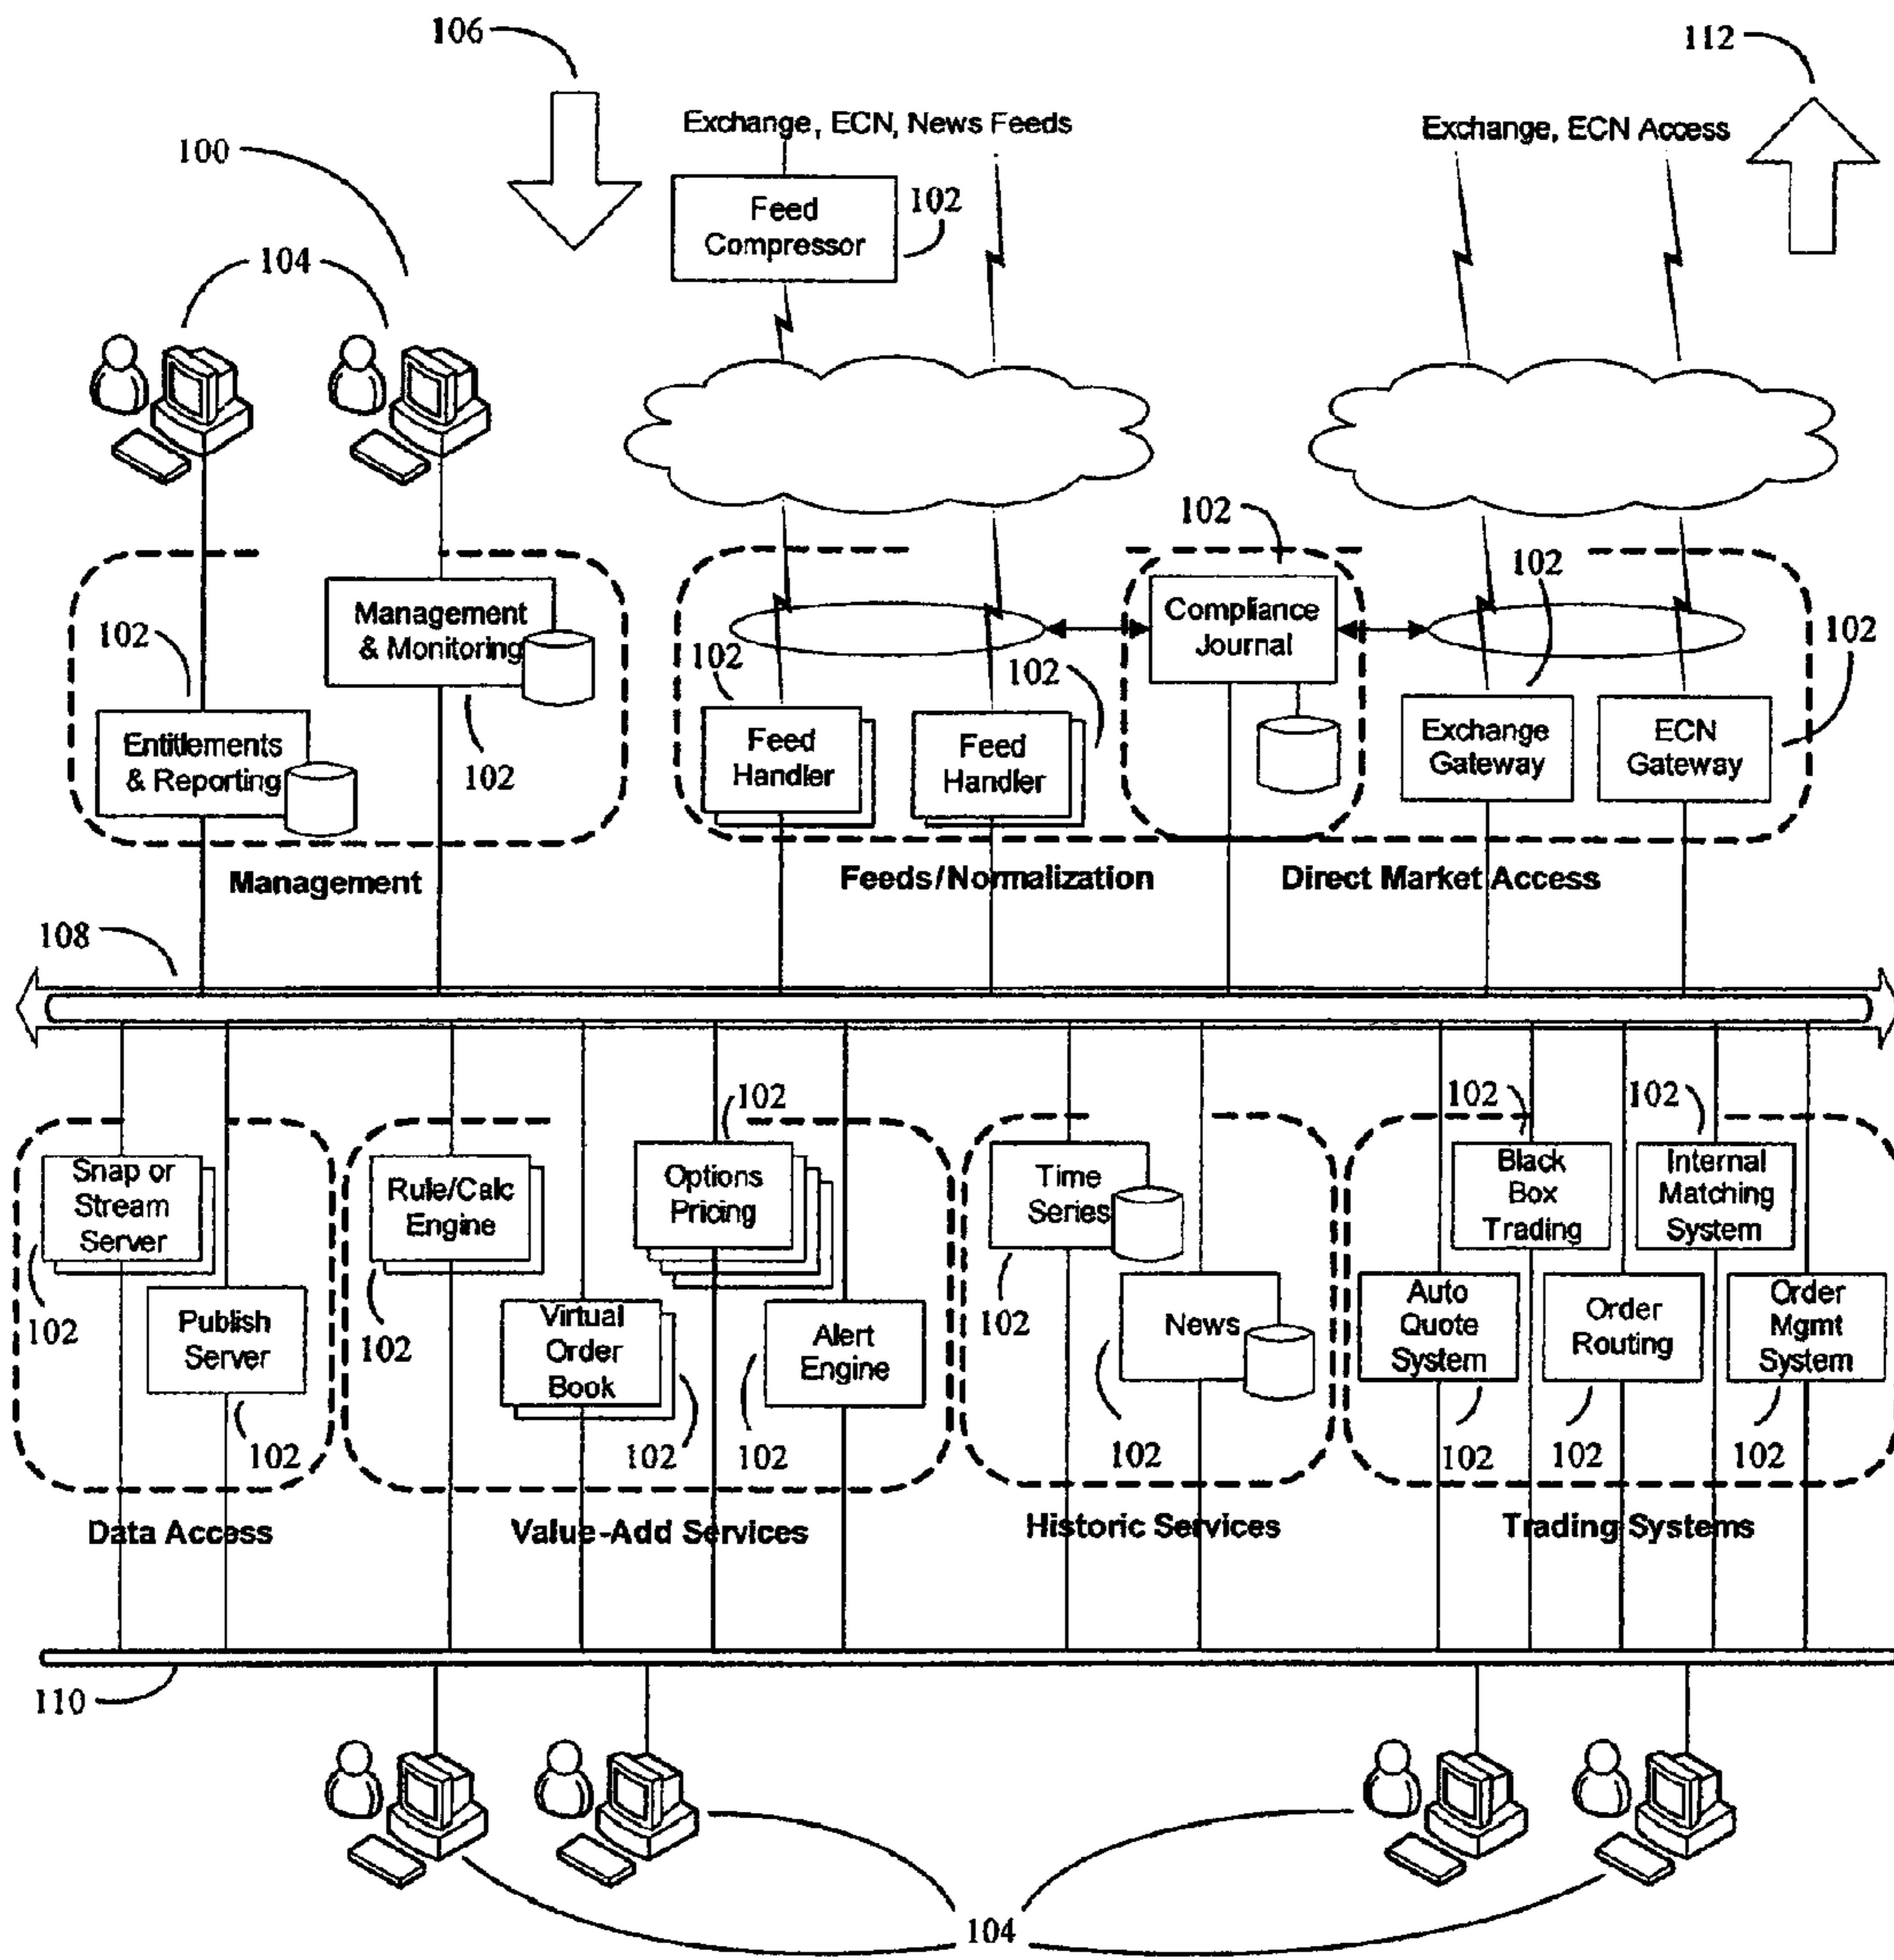 106
112
Exchange, ECN, News Feeds
Exchange, ECN Access
100
Feed
Compressor
102
104
102
Management
& Monitoring
102
Compliance
Journal
102
102
102
102
Entitlements
& Reporting
102
Feed
Handler
Feed
Handler
Exchange
Gateway
ECN
Gateway
Management
Feeds/Normalization
Direct Market Access
108
102
102
102
Snap or
Stream
Server
Rule/Calc
Engine
Options
Pricing
Time
Series
Black
Box
Trading
Internal
Matching
System
102
Publish
Server
102
Virtual
Order
Book
Alert
Engine
102
News
Auto
Quote
System
Order
Routing
Order
Mgmt
System
102
102
102
102
102
102
102
Data Access
Value-Add Services
Historic Services
Trading Systems
110
104